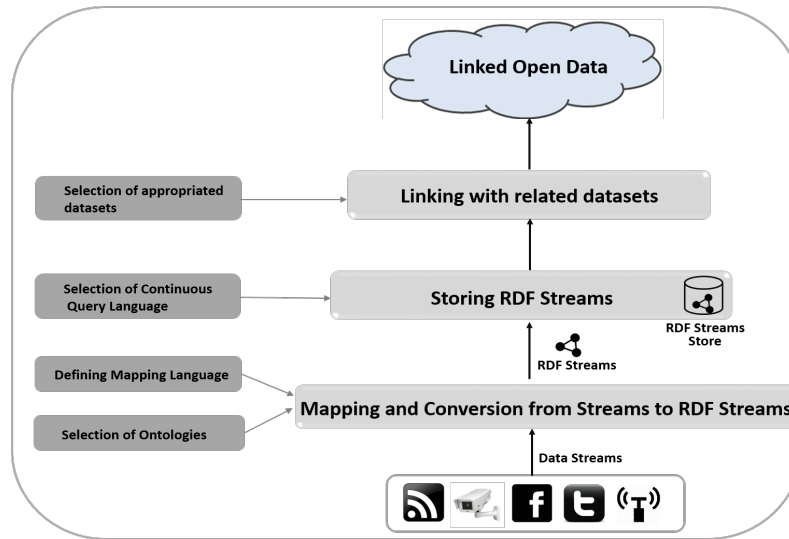 Linked Open Data
Selection of appropriated
datasets
Linking with related datasets
Selection of Continuous
Query Language
Storing RDF Streams
RDF Streams
Store
RDF Streams
Defining Mapping Language
Mapping and Conversion from Streams to RDF Streams
Selection of Ontologies
Data Streams
f
t
((T))